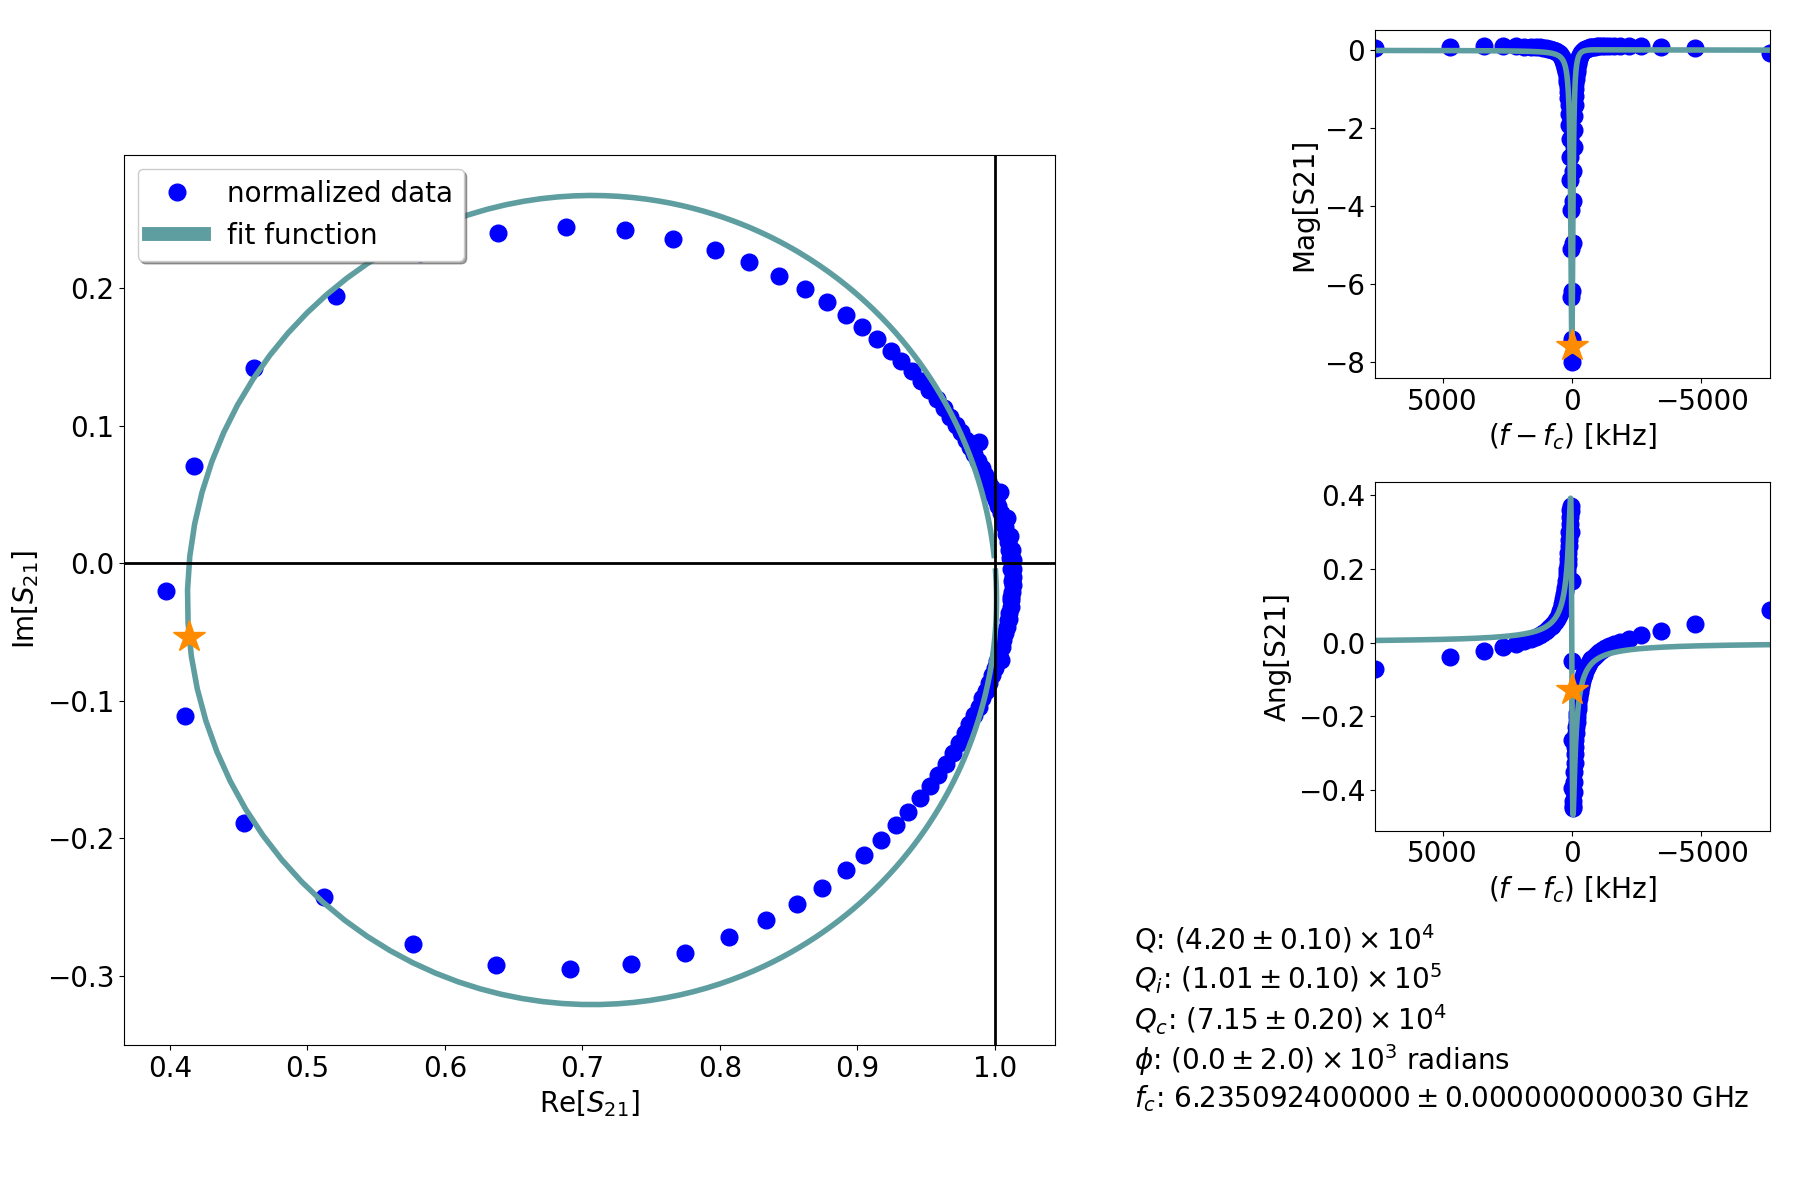 normalized data
fit function
0.2
0.1
0.0
−0.1
−0.2
−0.3
Im[S21]
0.4 0.5 0.6 0.7 0.8 0.9 1.0
Re[S21]
0
−2
−4
−6
−8
Mag[S21]
5000 0 −5000
(f − fc) [kHz]
0.4
0.2
0.0
−0.2
−0.4
Ang[S21]
5000 0 −5000
(f − fc) [kHz]
Q: (4.20 ± 0.10) × 10^4
Qi: (1.01 ± 0.10) × 10^5
Qc: (7.15 ± 0.20) × 10^4
ϕ: (0.0 ± 2.0) × 10^3 radians
fc: 6.235092400000 ± 0.000000000030 GHz